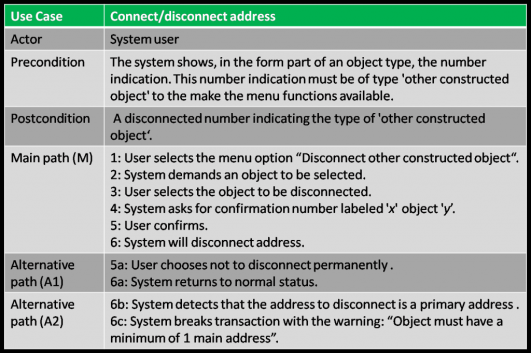 Use Case Connect/disconnect address
Actor System user
Precondition The system shows, in the form part of an object type, the number
indication. This number indication must be of type 'other constructed
object' to the make the menu functions available.
Postcondition A disconnected number indicating the type of 'other constructed
object'.
Main path (M) 1: User selects the menu option “Disconnect other constructed object“.
2: System demands an object to be selected.
3: User selects the object to be disconnected.
4: System asks for confirmation number labeled 'x' object 'y'.
5: User confirms.
6: System will disconnect address.
Alternative 5a: User chooses not to disconnect permanently .
path (A1) 6a: System returns to normal status.
Alternative 6b: System detects that the address to disconnect is a primary address .
path (A2) 6c: System breaks transaction with the warning: “Object must have a
minimum of 1 main address”.